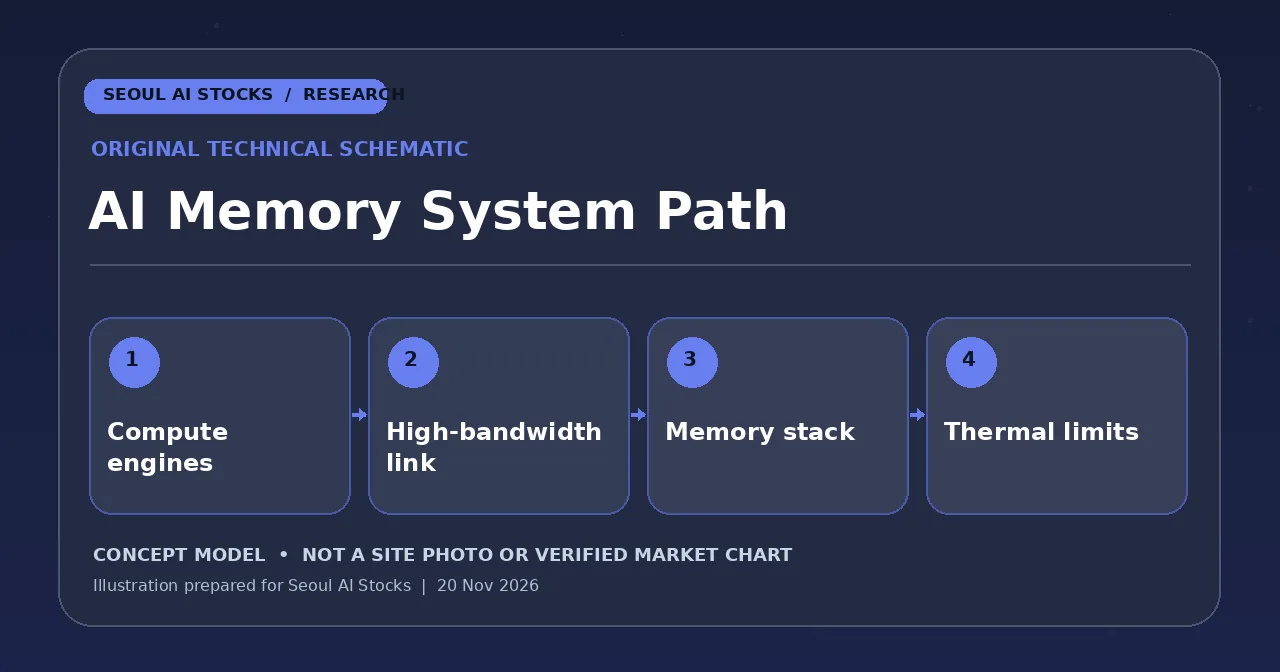 SEOUL AI STOCKS / RESEARCH
ORIGINAL TECHNICAL SCHEMATIC
AI Memory System Path
1
Compute
engines
2
High-bandwidth
link
3
Memory stack
4
Thermal limits
CONCEPT MODEL • NOT A SITE PHOTO OR VERIFIED MARKET CHART
Illustration prepared for Seoul AI Stocks | 20 Nov 2026